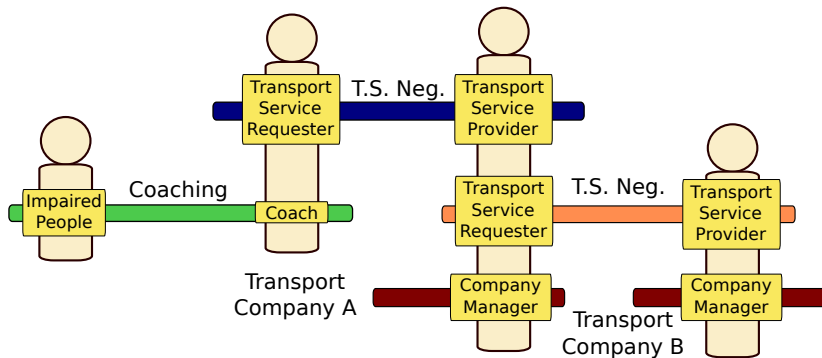 Transport
Service
Requester
T.S. Neg.
Transport
Service
Provider
Impaired
People
Coaching
Coach
Transport
Service
Requester
T.S. Neg.
Transport
Service
Provider
Transport
Company A
Company
Manager
Transport
Company B
Company
Manager